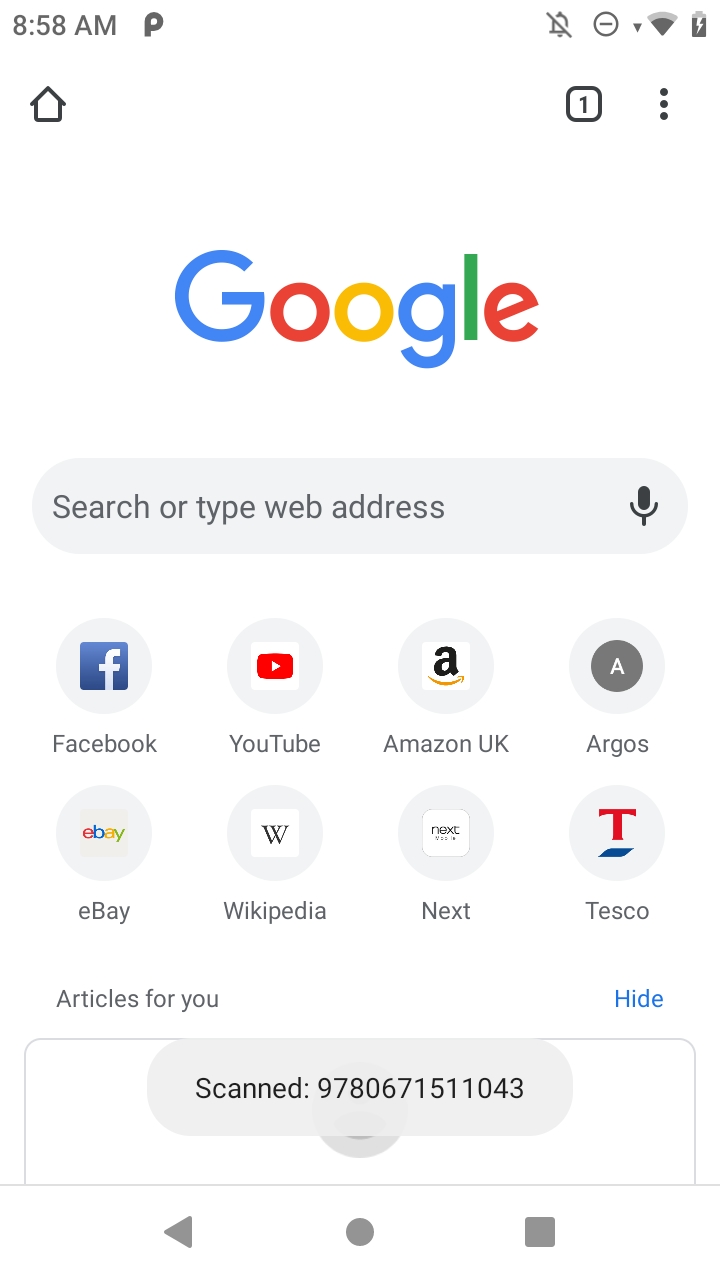 8:58 AM
1
Google
Search or type web address
Facebook
YouTube
a
Amazon UK
A
Argos
ebay
eBay
W
Wikipedia
next
Next
T
Tesco
Articles for you
Hide
Scanned: 9780671511043